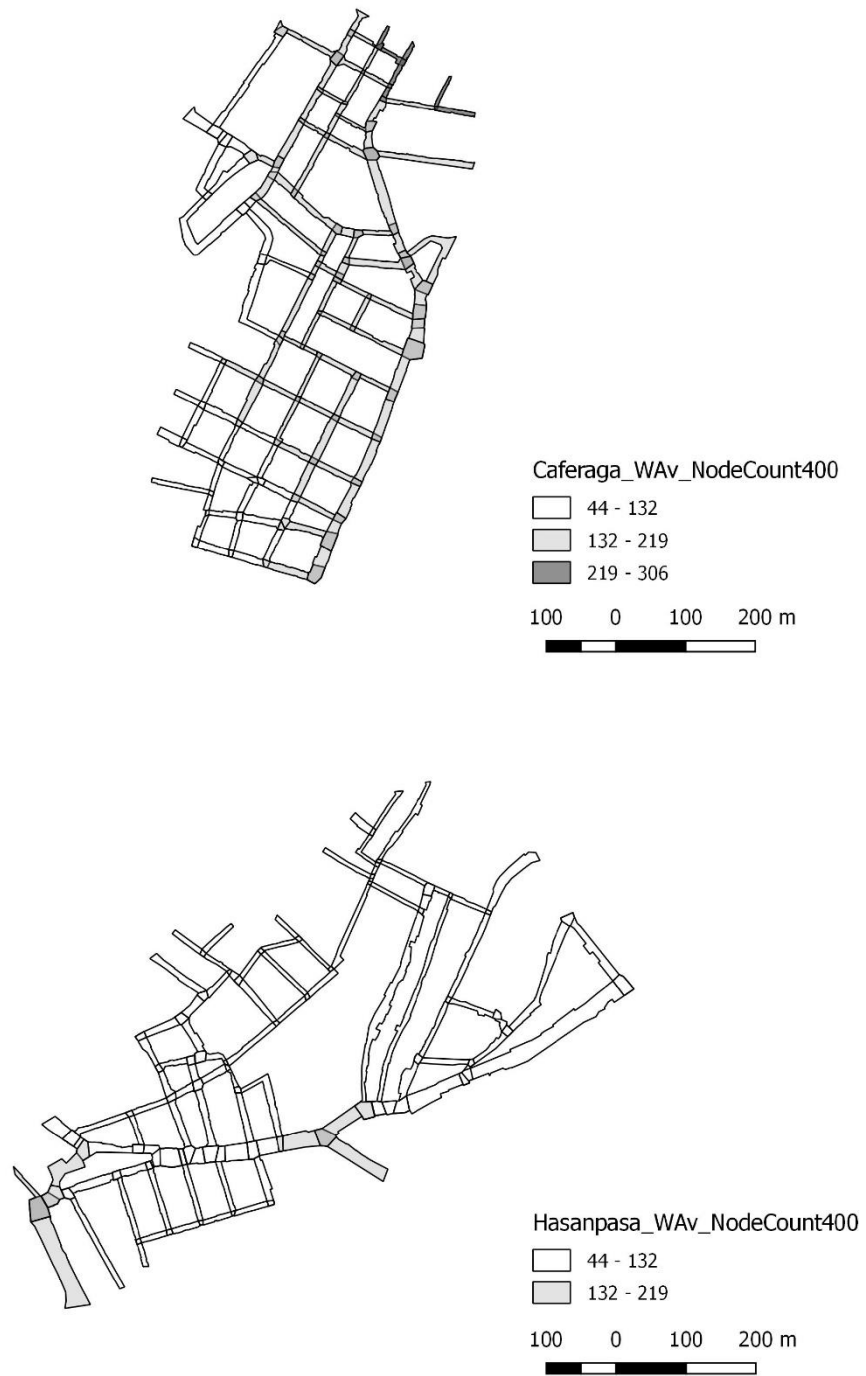 Caferaga_WAv_NodeCount400
44 - 132
132 - 219
219 - 306
100 0 100 200 m
Hasanpasa_WAv_NodeCount400
44 - 132
132 - 219
100 0 100 200 m